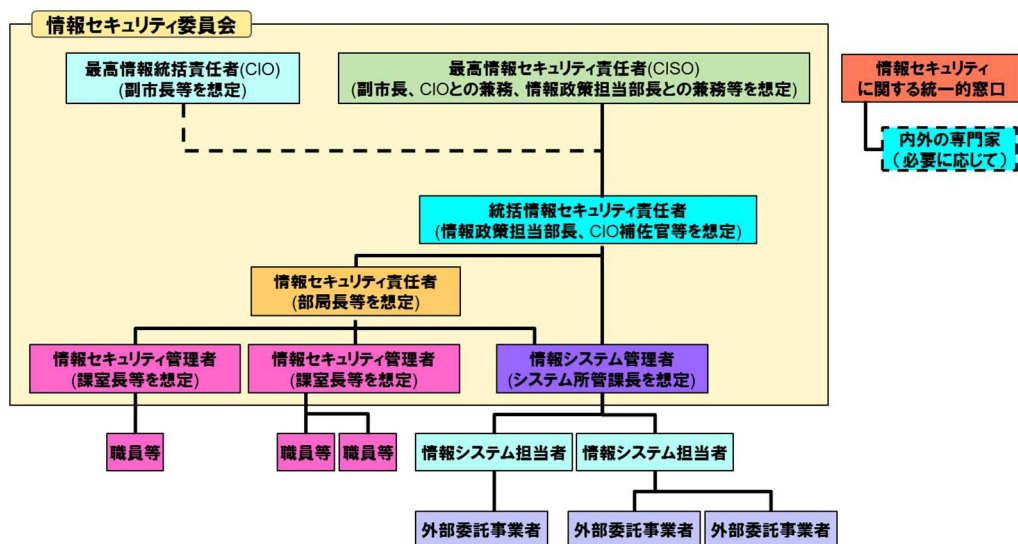 情報セキュリティ委員会
最高情報統括責任者(CIO)
(副市長等を想定)
最高情報セキュリティ責任者(CISO)
(副市長、CIOとの兼務、情報政策担当部長との兼務等を想定)
情報セキュリティ
に関する統一的窓口
内外の専門家
(必要に応じて)
統括情報セキュリティ責任者
(情報政策担当部長、CIO補佐官等を想定)
情報セキュリティ責任者
(部局長等を想定)
情報セキュリティ管理者
(課室長等を想定)
情報セキュリティ管理者
(課室長等を想定)
情報システム管理者
(システム所管課長を想定)
職員等
職員等
職員等
情報システム担当者
情報システム担当者
外部委託事業者
外部委託事業者
外部委託事業者